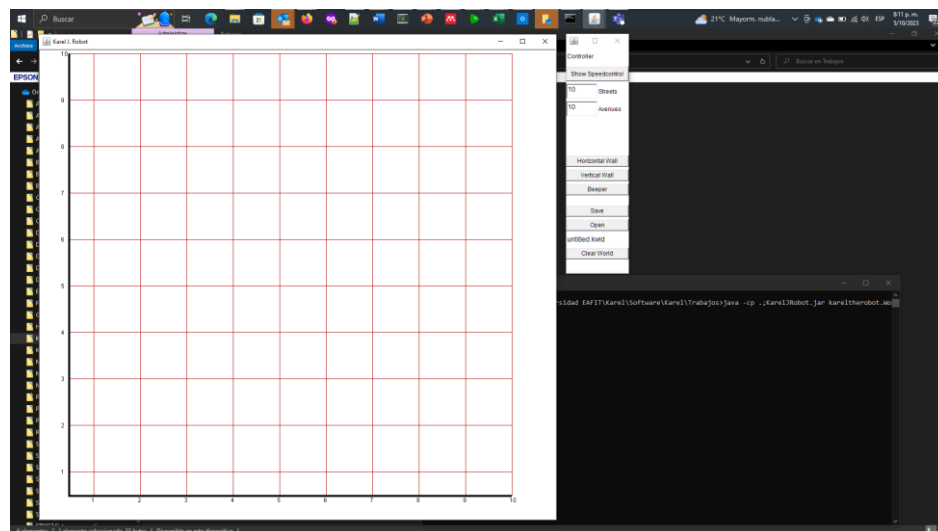 Buscar
21°C Mayorm. nubla...
ESP
8:11 p. m.
5/10/2023
Karel J. Robot
Archivo
EPSON
Buscar en Trabajos
Controller
Show Speedcontrol
10 Streets
10 Avenues
Horizontal Wall
Vertical Wall
Beeper
Save
Open
untitled.kwld
Clear World
rsidad EAFIT\Karel\Software\Karel\Trabajos>java -cp .;KarelJRobot.jar kareltherobot.Wo
10
9
8
7
6
5
4
3
2
1
1 2 3 4 5 6 7 8 9 10